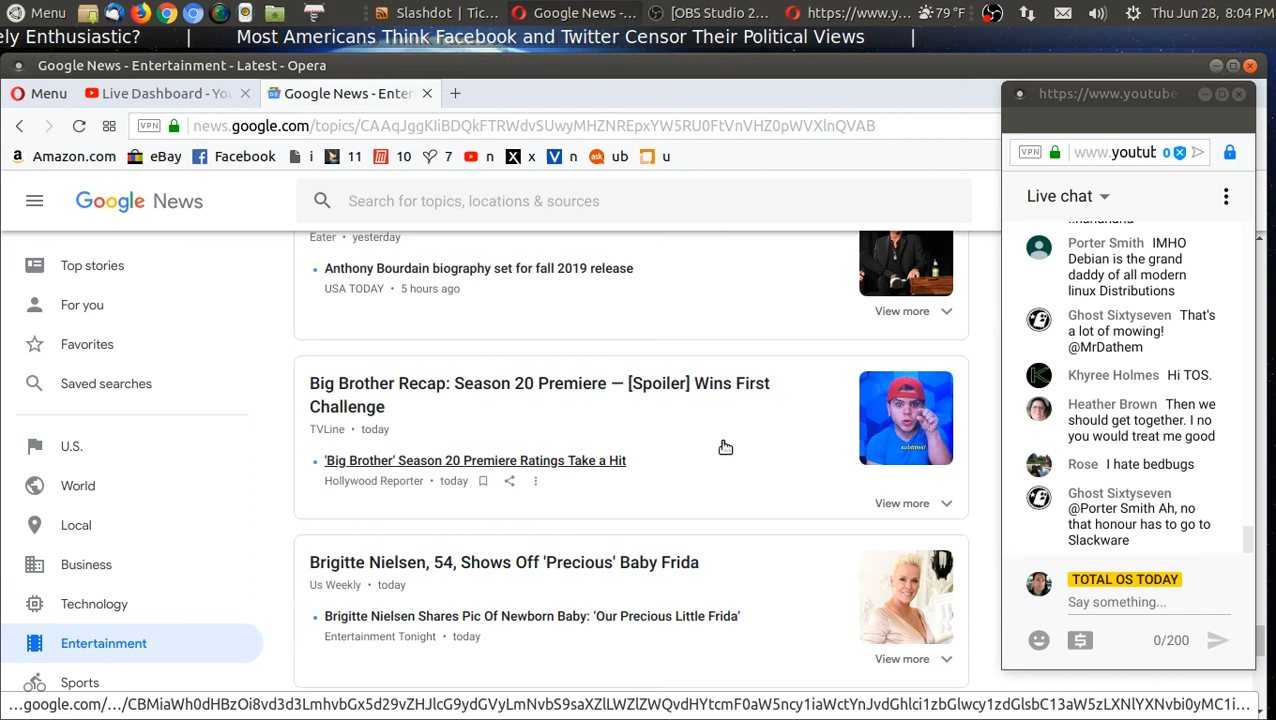 Slashdot | Tic...
Google News -...
[OBS Studio 2...
https://www.y...
79 °F
Thu Jun 28, 8:04 PM
ly Enthusiastic? | Most Americans Think Facebook and Twitter Censor Their Political Views |
Google News - Entertainment - Latest - Opera
Menu
Live Dashboard - You
Google News - Enter
VPN
news.google.com/topics/CAAqJggKIiBDQkFTRWdvSUwyMHZNREpxYW5RU0FtVnVHZ0pWVXlnQVAB
Amazon.com
eBay
Facebook
i
11
10
7
n
x
n
ub
u
Google News
Search for topics, locations & sources
Top stories
For you
Favorites
Saved searches
U.S.
World
Local
Business
Technology
Entertainment
Sports
Eater • yesterday
Anthony Bourdain biography set for fall 2019 release
USA TODAY • 5 hours ago
View more
Big Brother Recap: Season 20 Premiere — [Spoiler] Wins First
Challenge
TVLine • today
'Big Brother' Season 20 Premiere Ratings Take a Hit
Hollywood Reporter • today
subtitles!
View more
Brigitte Nielsen, 54, Shows Off 'Precious' Baby Frida
Us Weekly • today
Brigitte Nielsen Shares Pic Of Newborn Baby: ‘Our Precious Little Frida’
Entertainment Tonight • today
View more
https://www.youtube.
VPN
www.youtut
0
Live chat
Porter Smith IMHO
Debian is the grand
daddy of all modern
linux Distributions
Ghost Sixtyseven That's
a lot of mowing!
@MrDathem
Khyree Holmes Hi TOS.
Heather Brown Then we
should get together. I no
you would treat me good
Rose I hate bedbugs
Ghost Sixtyseven
@Porter Smith Ah, no
that honour has to go to
Slackware
TOTAL OS TODAY
Say something...
0/200